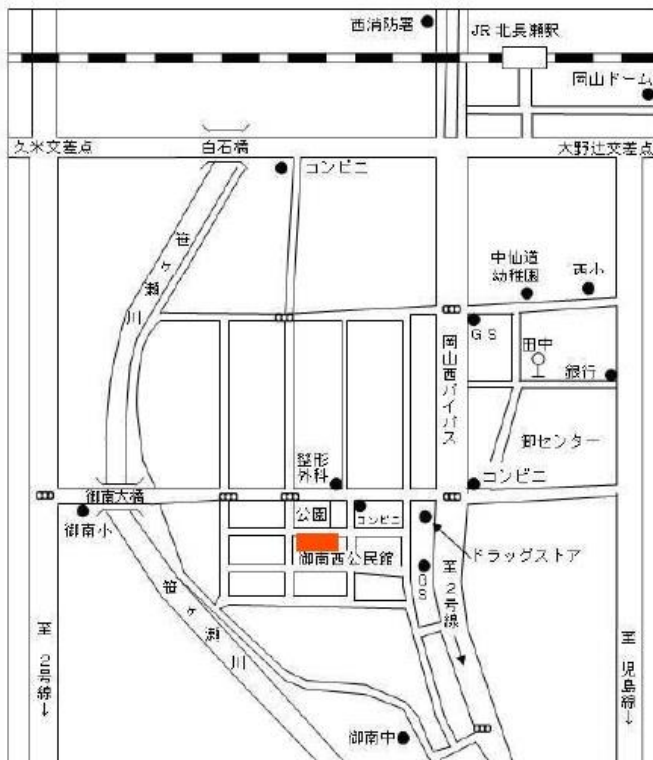 西消防署
JR 北長瀬駅
岡山ドーム
久米交差点
白石橋
大野辻交差点
コンビニ
笹ヶ瀬川
中仙道
幼稚園
西小
GS
田中
銀行
岡山西バイパス
卸センター
整形
外科
コンビニ
御南大橋
公園
コンビニ
御南小
御南西公民館
ドラッグストア
GS
至2号線
笹ヶ瀬川
至 2号線↓
至 児島線↓
御南中